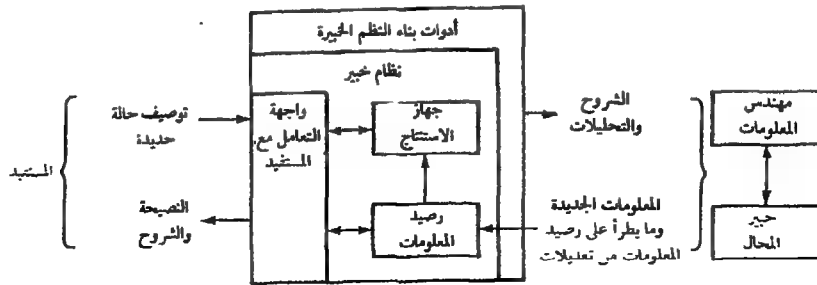 أدوات بناء النظم الخبيرة
نظام خبير
مهندس
المعلومات
خبير
المجال
الشروح
والتحليلات
المعلومات الجديدة
وما يطرأ على رصيد
المعلومات من تعديلات
جهاز
الاستنتاج
رصيد
المعلومات
واجهة
التعامل مع
المستفيد
توصيف حالة
جديدة
النصيحة
والشروح
المستفيد